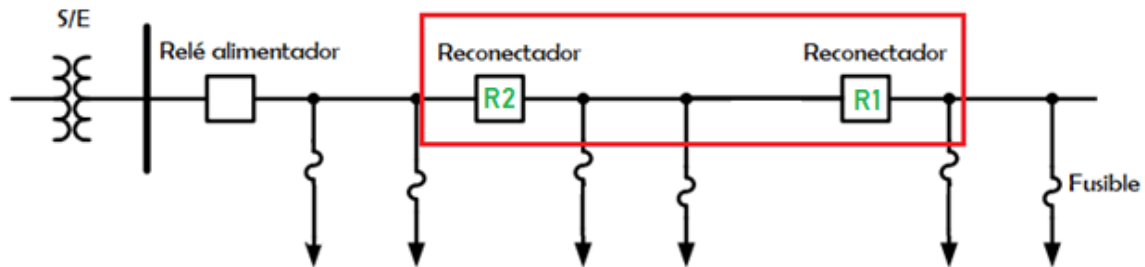 S/E
Relé alimentador
Reconectador
Reconectador
R2
R1
Fusible